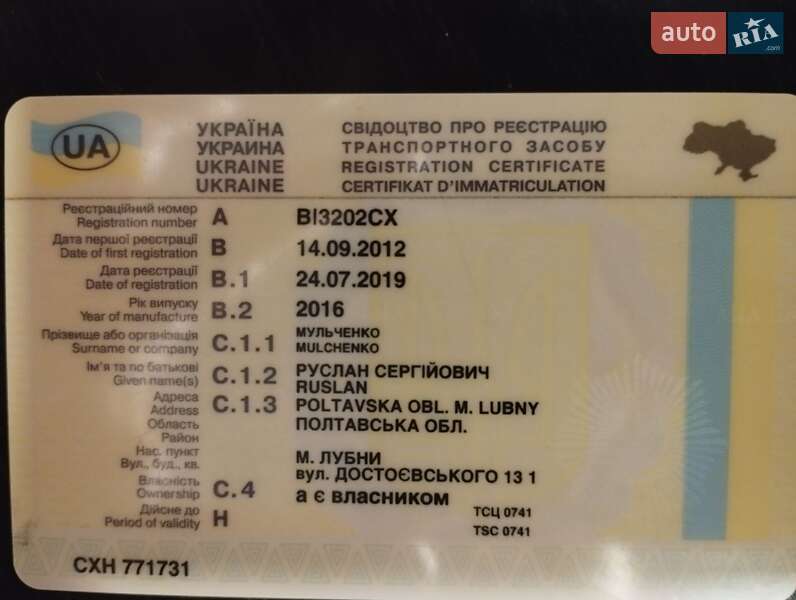 auto RIA .com
УКРАЇНА СВІДОЦТВО ПРО РЕЄСТРАЦІЮ
УКРАИНА ТРАНСПОРТНОГО ЗАСОБУ
UA
UKRAINE REGISTRATION CERTIFICATE
UKRAINE CERTIFIKAT D'IMMATRICULATION
Реєстраційний номер
Registration number A BI3202CX
Дата першої реєстрації
Date of first registration B 14.09.2012
Дата реєстрації
Date of registration B.1 24.07.2019
Рік випуску
Year of manufacture B.2 2016
Прізвище або організація
Surname or company C.1.1 МУЛЬЧЕНКО
MULCHENKO
Ім'я та по батькові
Given name(s) C.1.2 РУСЛАН СЕРГІЙОВИЧ
RUSLAN
Адреса
Address C.1.3 POLTAVSKA OBL. M. LUBNY
Область ПОЛТАВСЬКА ОБЛ.
Район
Нас. пункт М. ЛУБНИ
Вул., буд., кв. вул. ДОСТОЄВСЬКОГО 13 1
Власність
Ownership C.4 а є власником
Дійсне до
Period of validity H
ТСЦ 0741
TSC 0741
СХН 771731